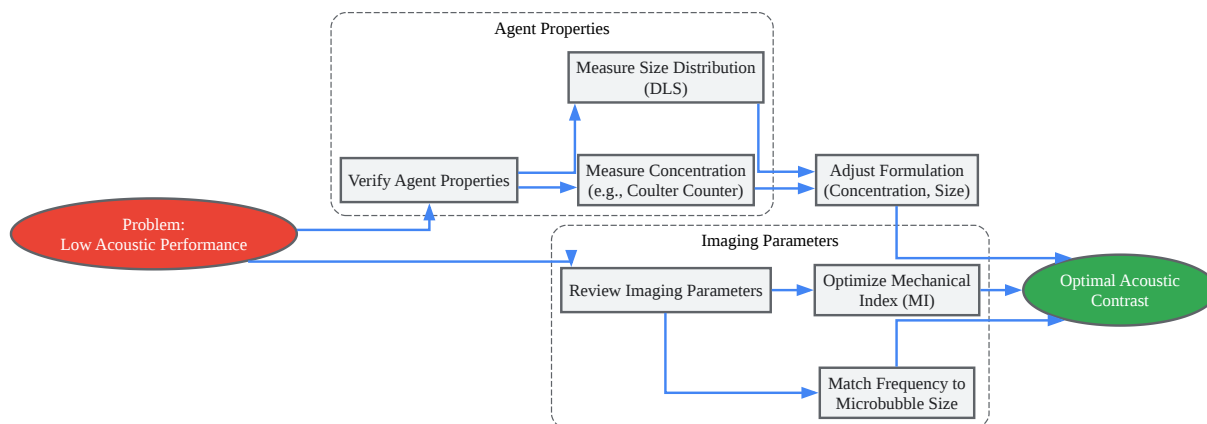 Agent Properties
Measure Size Distribution
(DLS)
Verify Agent Properties
Measure Concentration
(e.g., Coulter Counter)
Adjust Formulation
(Concentration, Size)
Problem:
Low Acoustic Performance
Imaging Parameters
Review Imaging Parameters
Optimize Mechanical
Index (MI)
Optimal Acoustic
Contrast
Match Frequency to
Microbubble Size